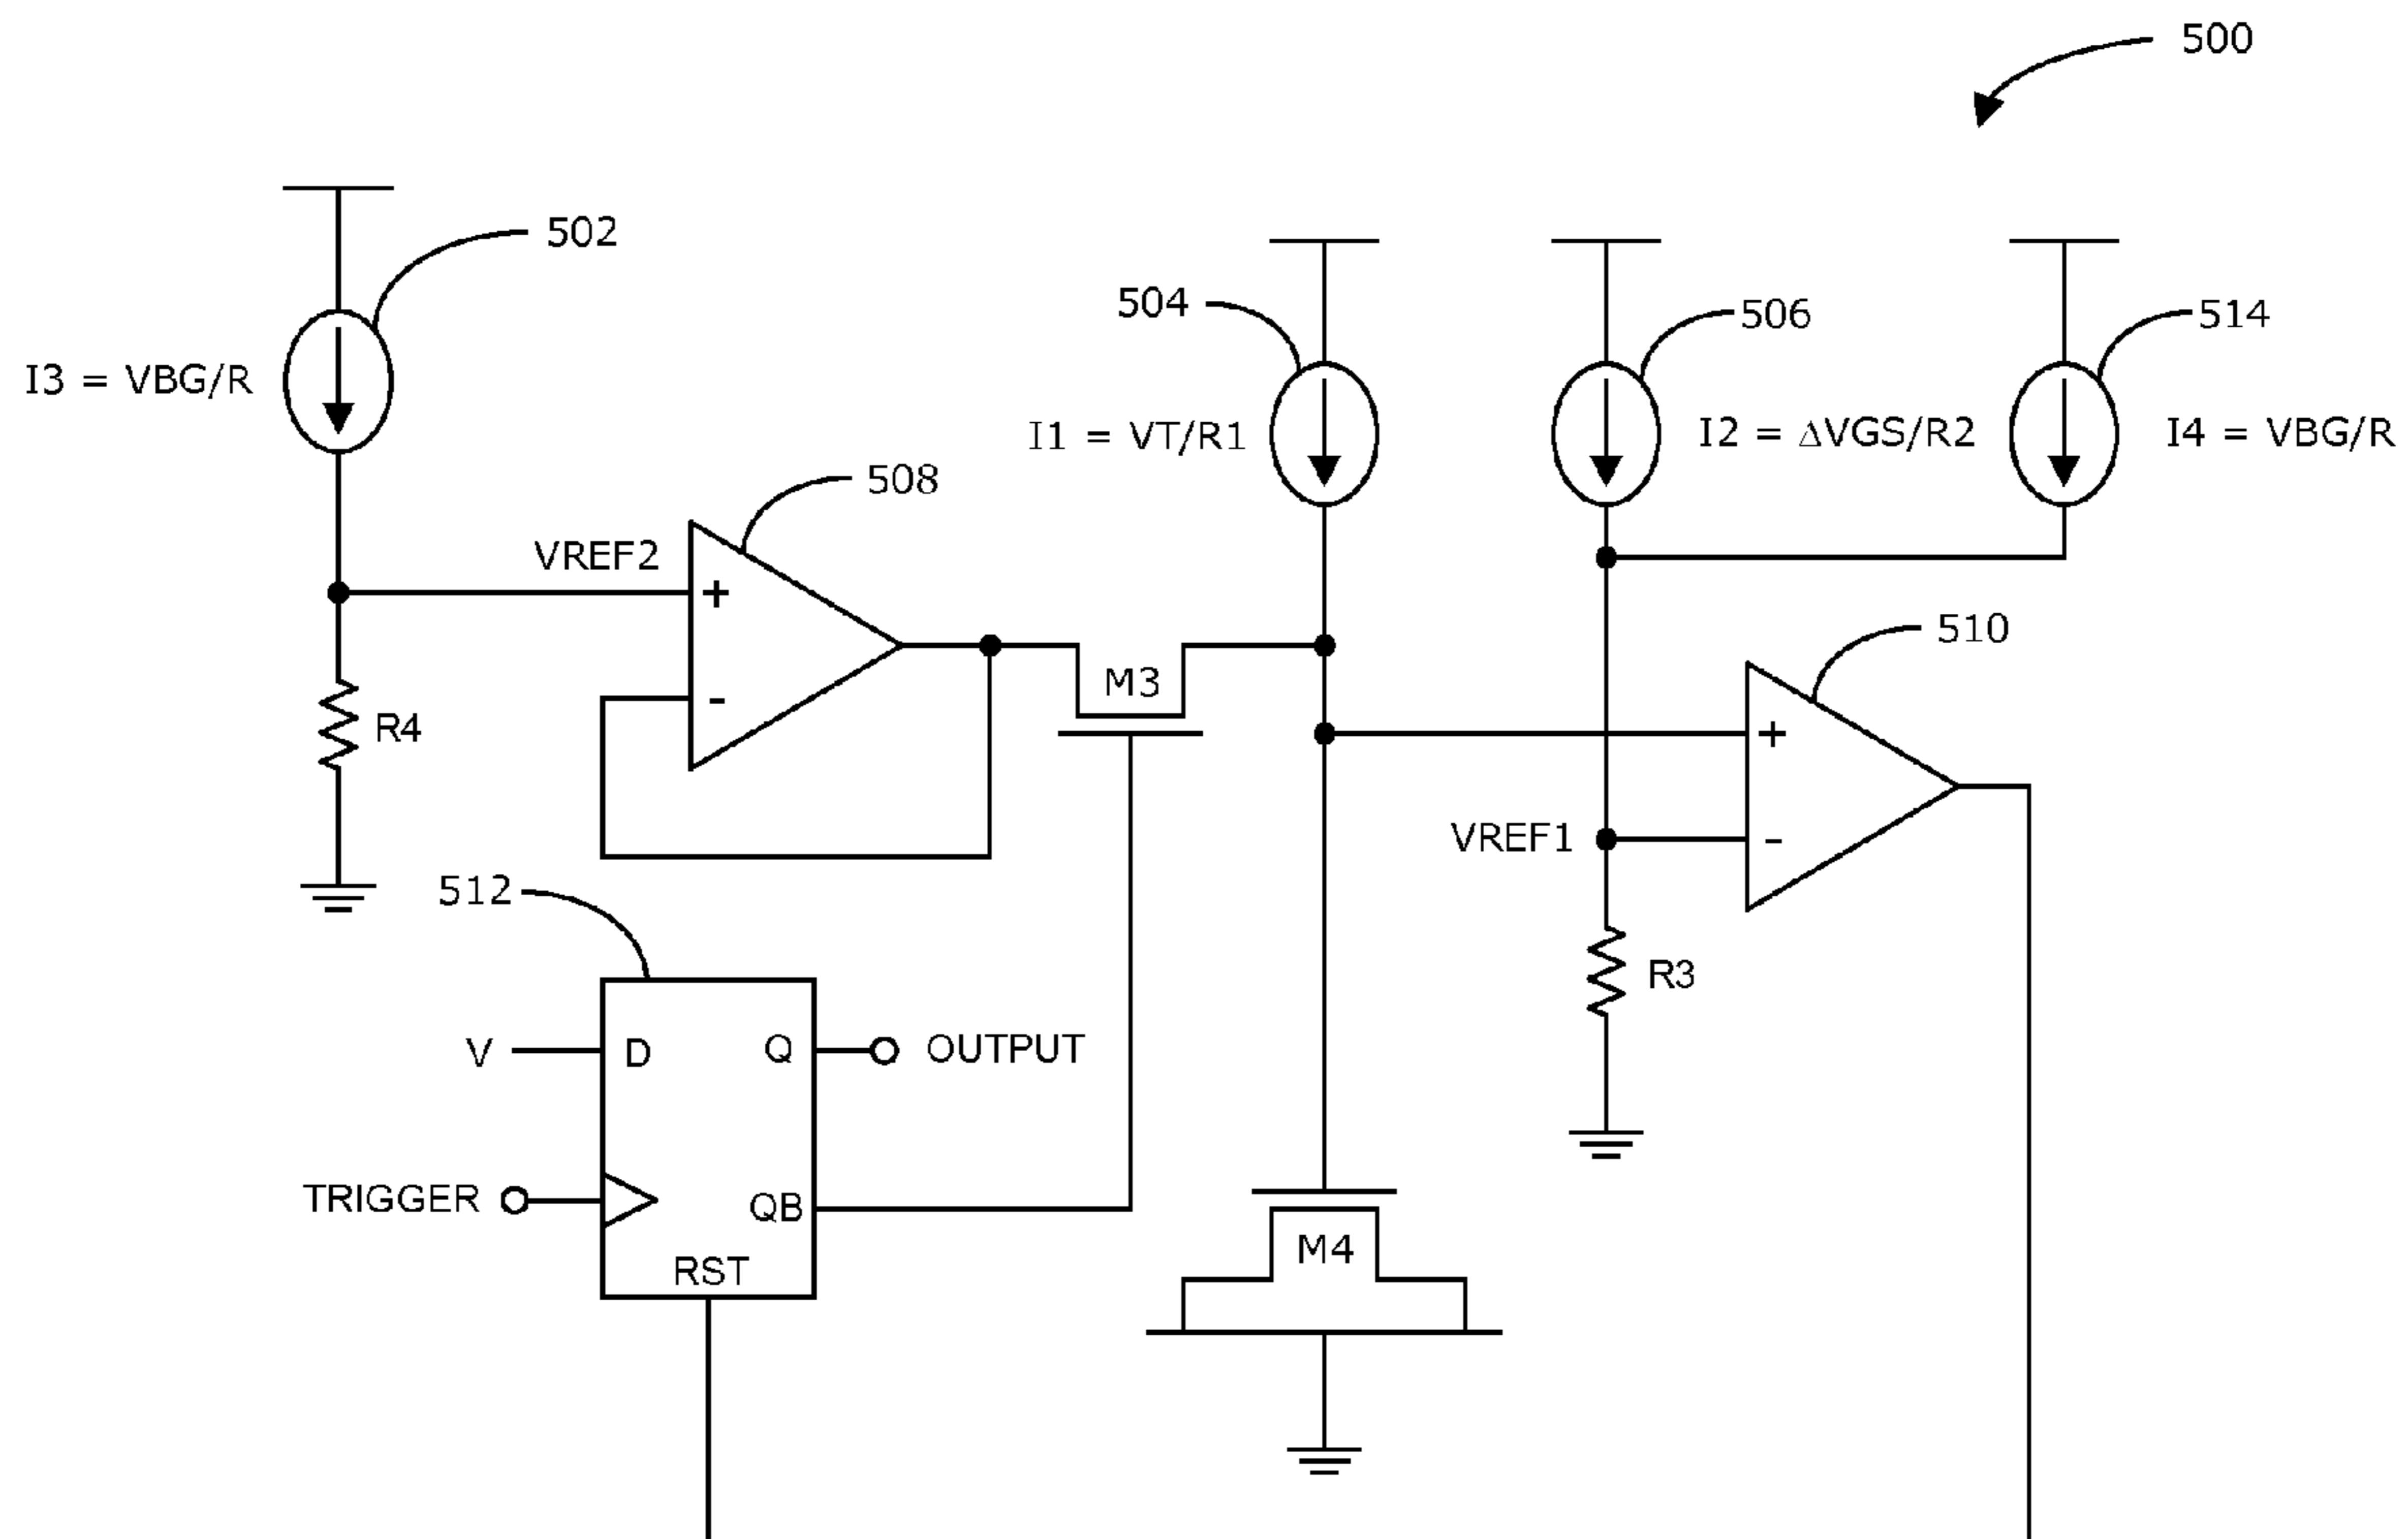 500
502
504
506
514
I3 = VBG/R
I1 = VT/R1
I2 = ΔVGS/R2
I4 = VBG/R
508
VREF2
+
-
M3
R4
510
+
-
VREF1
R3
512
V
D
Q
OUTPUT
TRIGGER
QB
RST
M4